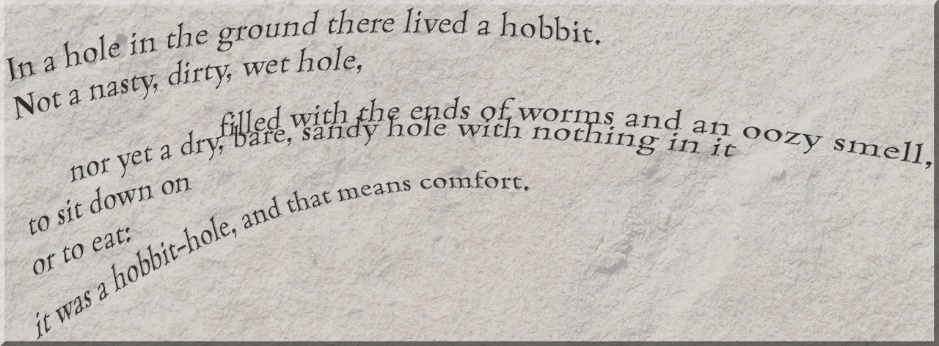 In a hole in the ground there lived a hobbit.
Not a nasty, dirty, wet hole,
filled with the ends of worms and an oozy smell,
nor yet a dry, bare, sandy hole with nothing in it
to sit down on
or to eat:
it was a hobbit-hole, and that means comfort.